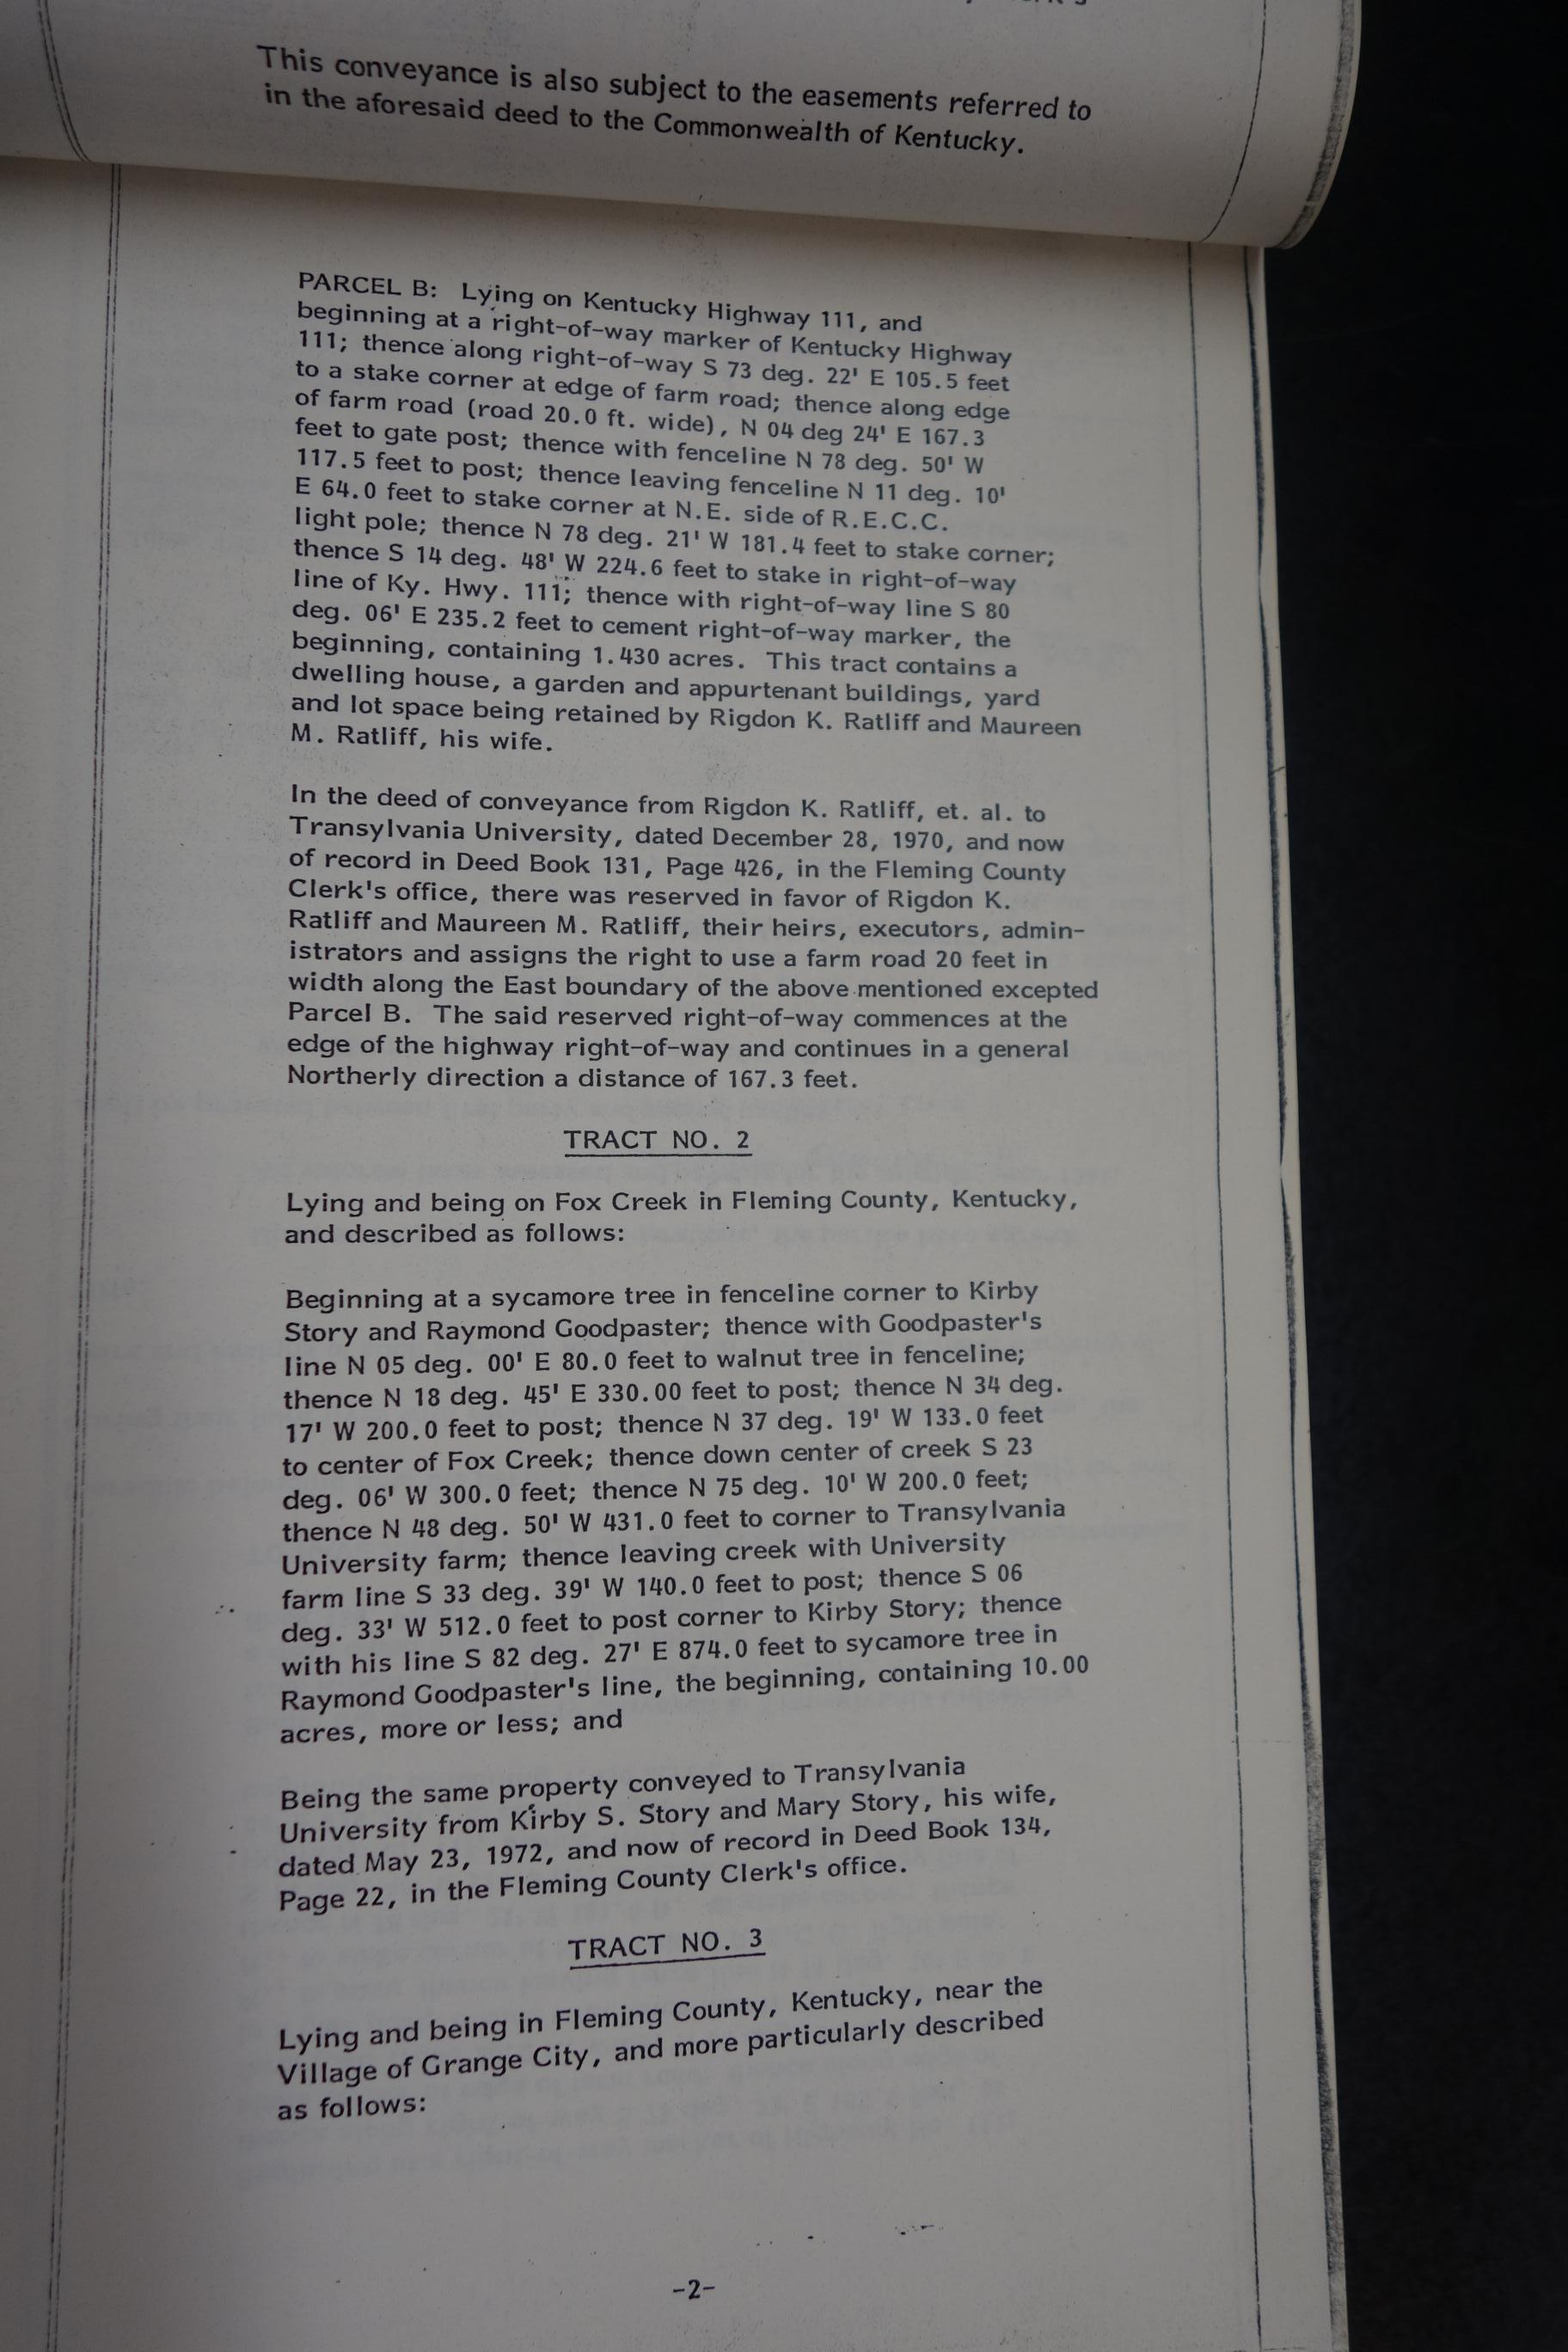 This conveyance is also subject to the easements referred to
in the aforesaid deed to the Commonwealth of Kentucky.
PARCEL B: Lying on Kentucky Highway 111, and
beginning at a right-of-way marker of Kentucky Highway
111; thence along right-of-way S 73 deg. 22' E 105.5 feet
to a stake corner at edge of farm road; thence along edge
of farm road (road 20.0 ft. wide), N 04 deg 24' E 167.3
feet to gate post; thence with fenceline N 78 deg. 50' W
117.5 feet to post; thence leaving fenceline N 11 deg. 10'
E 64.0 feet to stake corner at N.E. side of R.E.C.C.
light pole; thence N 78 deg. 21' W 181.4 feet to stake corner;
thence S 14 deg. 48' W 224.6 feet to stake in right-of-way
line of Ky. Hwy. 111; thence with right-of-way line S 80
deg. 06' E 235.2 feet to cement right-of-way marker, the
beginning, containing 1.430 acres. This tract contains a
dwelling house, a garden and appurtenant buildings, yard
and lot space being retained by Rigdon K. Ratliff and Maureen
M. Ratliff, his wife.
In the deed of conveyance from Rigdon K. Ratliff, et. al. to
Transylvania University, dated December 28, 1970, and now
of record in Deed Book 131, Page 426, in the Fleming County
Clerk's office, there was reserved in favor of Rigdon K.
Ratliff and Maureen M. Ratliff, their heirs, executors, admin-
istrators and assigns the right to use a farm road 20 feet in
width along the East boundary of the above mentioned excepted
Parcel B. The said reserved right-of-way commences at the
edge of the highway right-of-way and continues in a general
Northerly direction a distance of 167.3 feet.
TRACT NO. 2
Lying and being on Fox Creek in Fleming County, Kentucky,
and described as follows:
Beginning at a sycamore tree in fenceline corner to Kirby
Story and Raymond Goodpaster; thence with Goodpaster's
line N 05 deg. 00' E 80.0 feet to walnut tree in fenceline;
thence N 18 deg. 45' E 330.00 feet to post; thence N 34 deg.
17' W 200.0 feet to post; thence N 37 deg. 19' W 133.0 feet
to center of Fox Creek; thence down center of creek S 23
deg. 06' W 300.0 feet; thence N 75 deg. 10' W 200.0 feet;
thence N 48 deg. 50' W 431.0 feet to corner to Transylvania
University farm; thence leaving creek with University
farm line S 33 deg. 39' W 140.0 feet to post; thence S 06
deg. 33' W 512.0 feet to post corner to Kirby Story; thence
with his line S 82 deg. 27' E 874.0 feet to sycamore tree in
Raymond Goodpaster's line, the beginning, containing 10.00
acres, more or less; and
Being the same property conveyed to Transylvania
University from Kirby S. Story and Mary Story, his wife,
dated May 23, 1972, and now of record in Deed Book 134,
Page 22, in the Fleming County Clerk's office.
TRACT NO. 3
Lying and being in Fleming County, Kentucky, near the
Village of Grange City, and more particularly described
as follows:
-2-